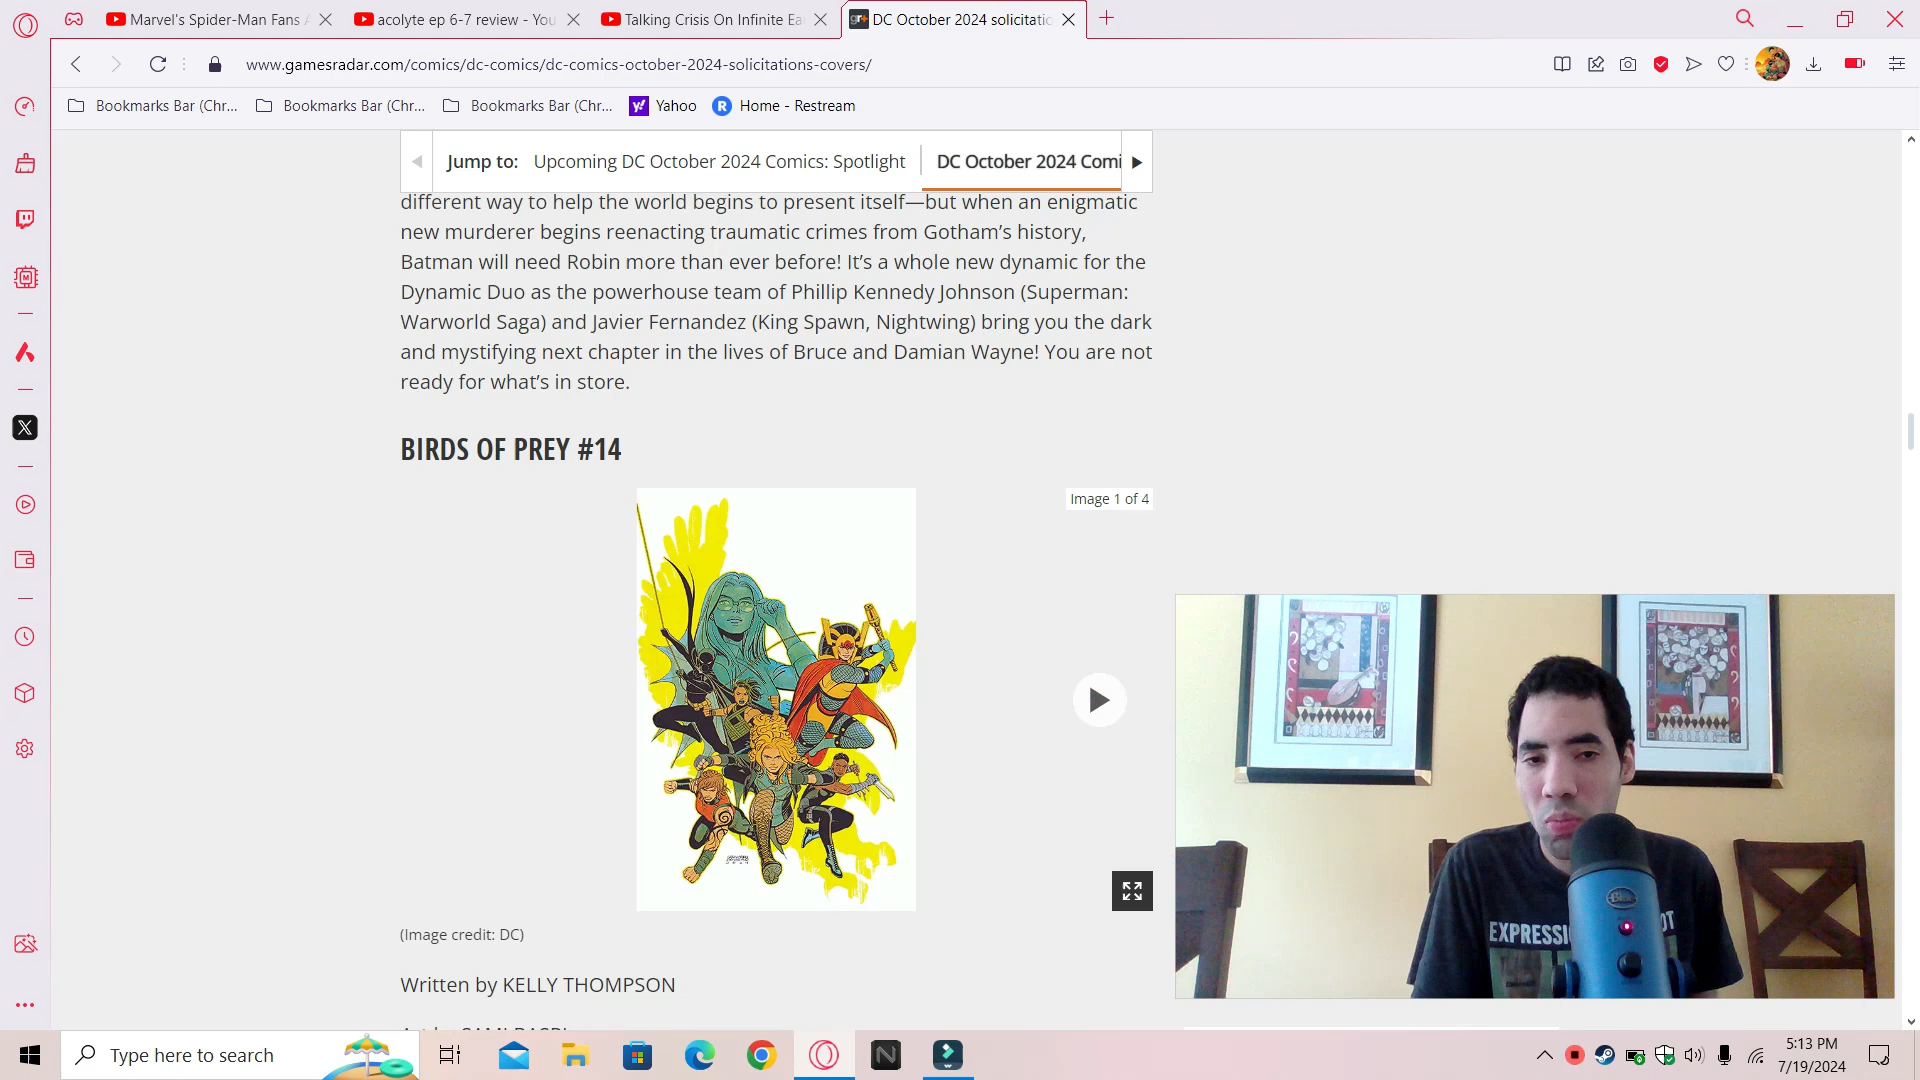 Marvel's Spider-Man Fans
acolyte ep 6-7 review - You
Talking Crisis On Infinite Ea
DC October 2024 solicitatio
www.gamesradar.com/comics/dc-comics/dc-comics-october-2024-solicitations-covers/
Bookmarks Bar (Chr...
Bookmarks Bar (Chr...
Bookmarks Bar (Chr...
Yahoo
Home - Restream
Jump to: Upcoming DC October 2024 Comics: Spotlight
DC October 2024 Comi
different way to help the world begins to present itself—but when an enigmatic
new murderer begins reenacting traumatic crimes from Gotham’s history,
Batman will need Robin more than ever before! It’s a whole new dynamic for the
Dynamic Duo as the powerhouse team of Phillip Kennedy Johnson (Superman:
Warworld Saga) and Javier Fernandez (King Spawn, Nightwing) bring you the dark
and mystifying next chapter in the lives of Bruce and Damian Wayne! You are not
ready for what’s in store.
BIRDS OF PREY #14
Image 1 of 4
(Image credit: DC)
Written by KELLY THOMPSON
EXPRESSI
OT
Type here to search
5:13 PM
7/19/2024